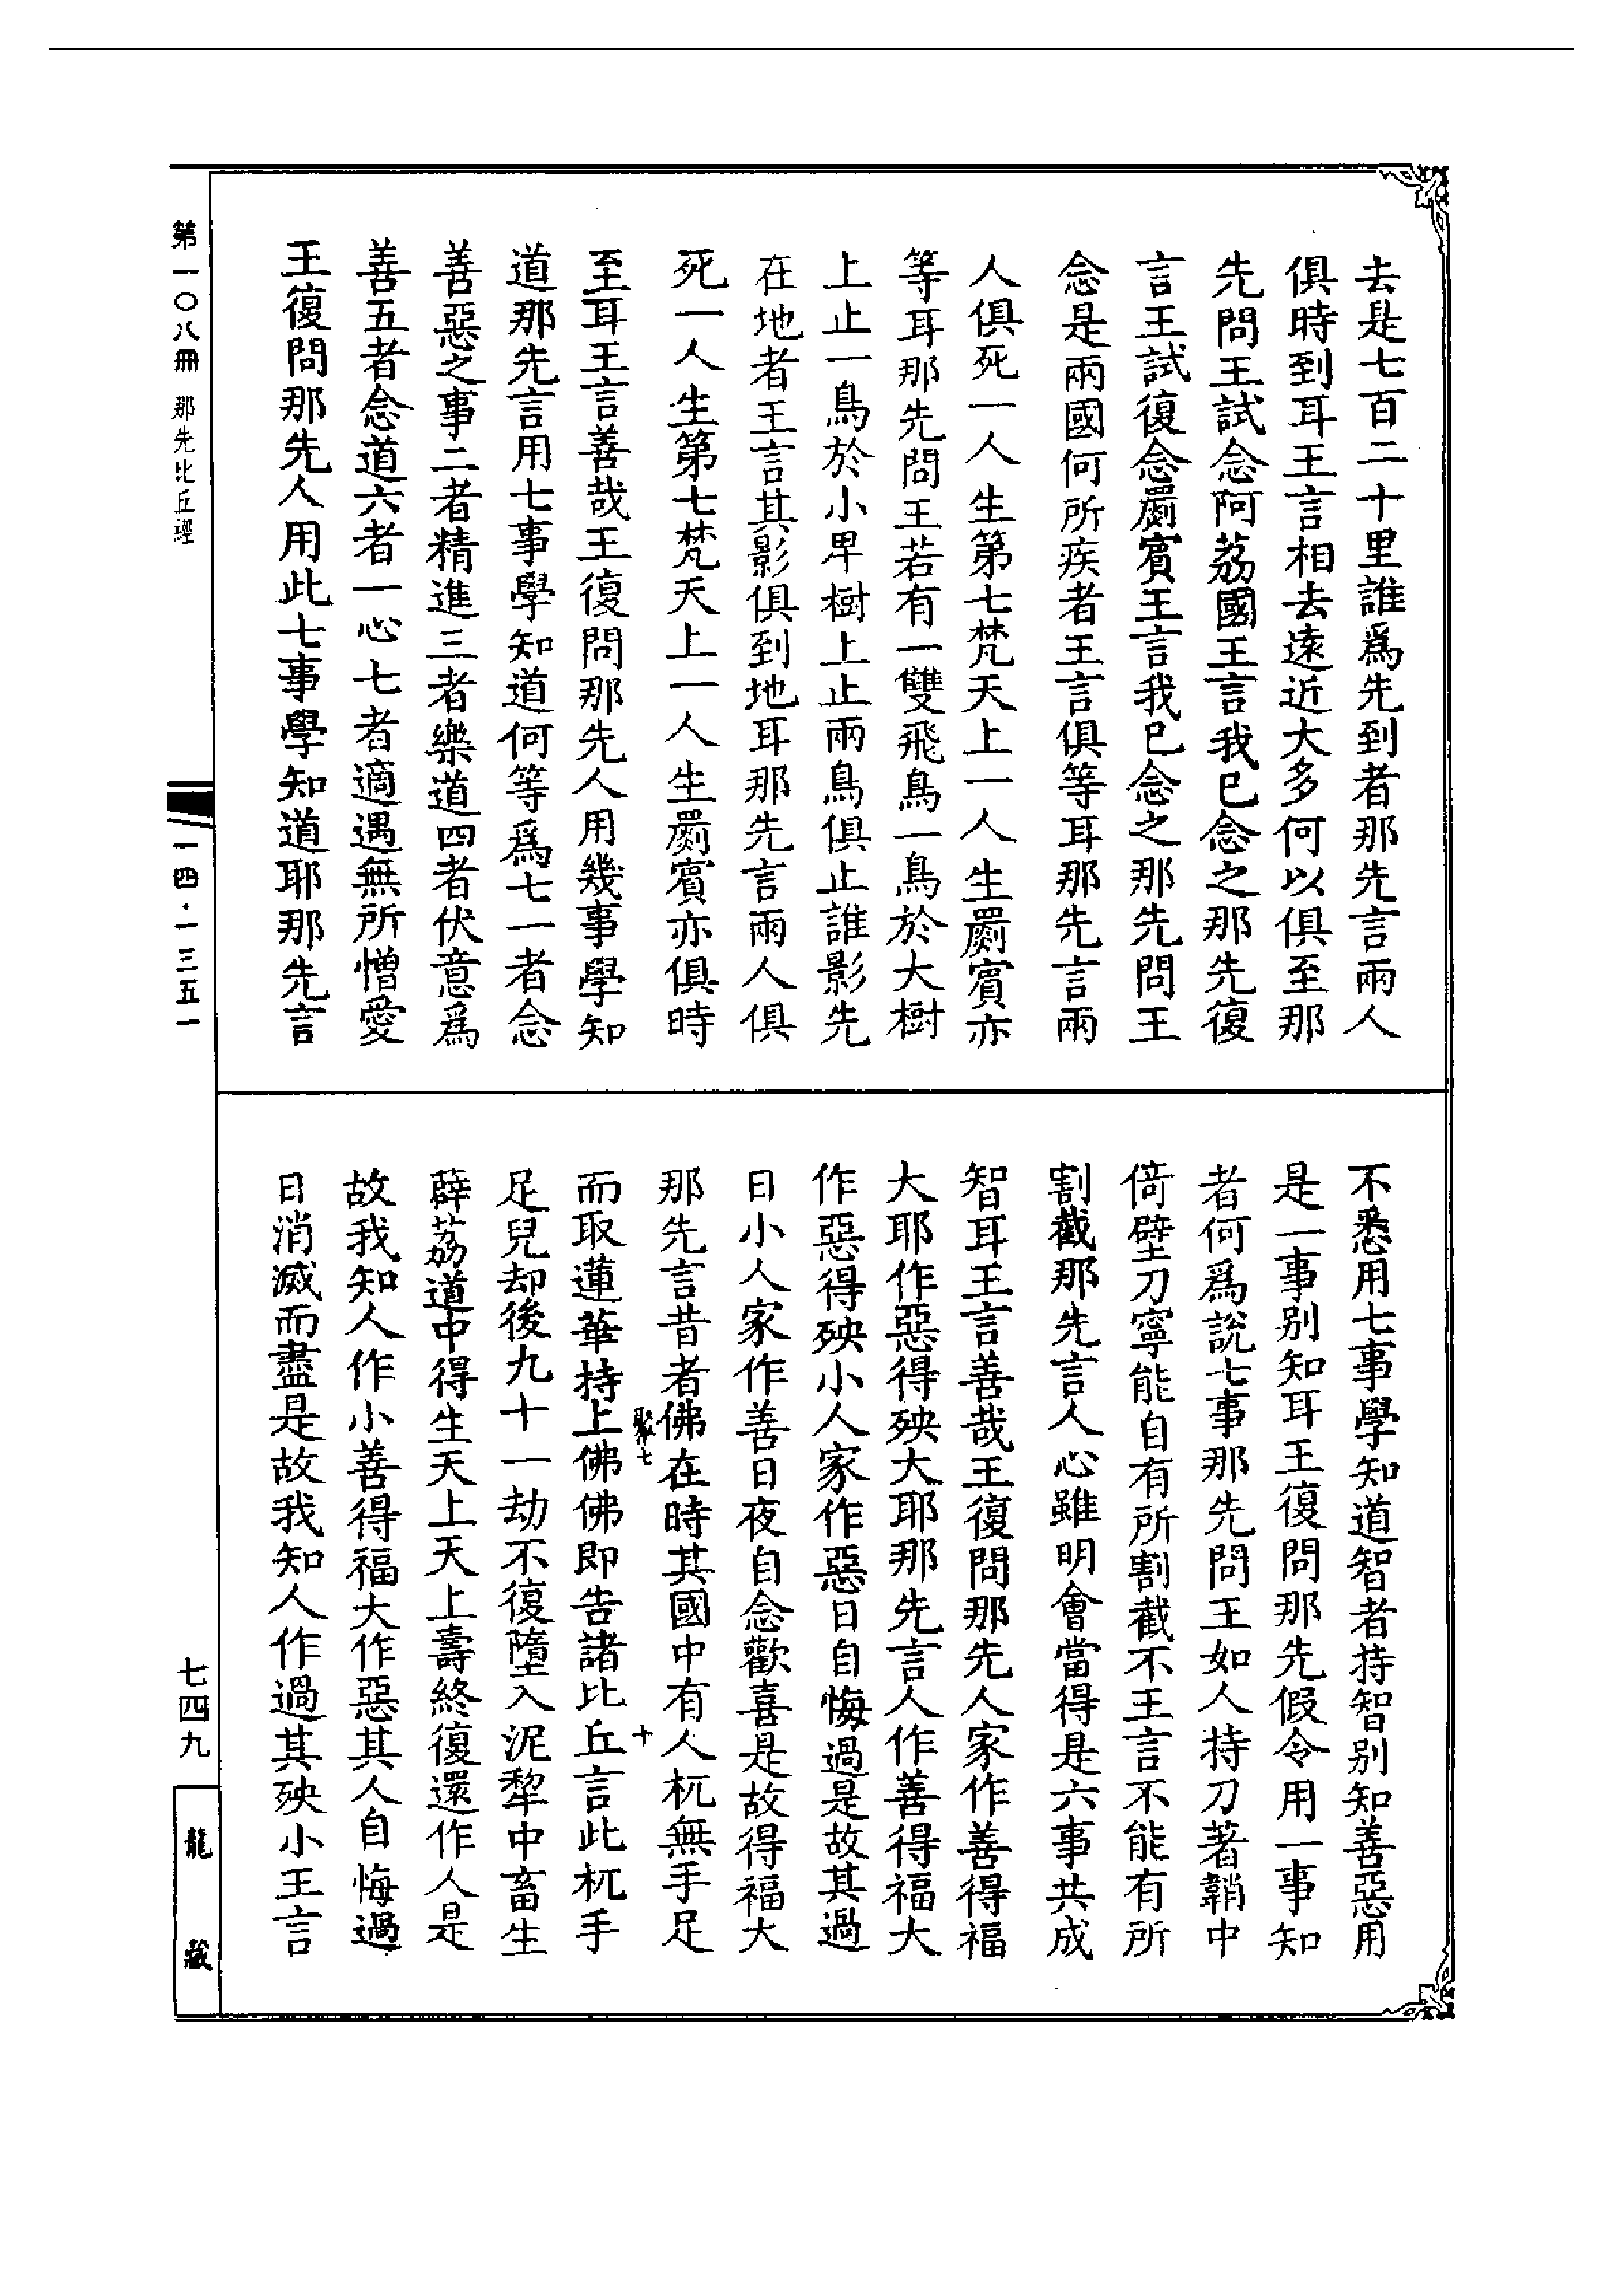 去是七百二十里誰爲先到者那先言兩人
俱時到耳王言相去遠近大多何以俱至那
先問王試念阿荔國王言我已念之那先復
言王試復念罽賓王言我已念之那先問王
念是兩國何所疾者王言俱等耳那先言兩
人俱死一人生第七梵天上一人生罽賓亦
等耳那先問王若有一雙飛鳥一鳥於大樹
上止一鳥於小卑樹上止兩鳥俱止誰影先
在地者王言其影俱到地耳那先言兩人俱
死一人生第七梵天上一人生罽賓亦俱時
至耳王言善哉王復問那先人用幾事學知
道那先言用七事學知道何等爲七一者念
善惡之事二者精進三者樂道四者伏意爲
善五者念道六者一心七者適遇無所憎愛
王復問那先人用此七事學知道耶那先言
不悉用七事學知道智者持智別知善惡用
是一事別知耳王復問那先假令用一事知
者何爲說七事那先問王如人持刀著鞘中
倚壁刀寧能自有所割截不王言不能有所
割截那先言人心雖明會當得是六事共成
智耳王言善哉王復問那先人家作善得福
大耶作惡得殃大耶那先言人作善得福大
作惡得殃小人家作惡日自悔過是故其過
日小人家作善日夜自念歡喜是故得福大
那先言昔者佛在時其國中有人杌無手足
而取蓮華持上佛佛即告諸比丘言此杌手
足兒却後九十一劫不復墮入泥犂中畜生
薜荔道中得生天上天上壽終復還作人是
故我知人作小善得福大作惡其人自悔過
日消滅而盡是故我知人作過其殃小王言
聚七
十
第一〇八冊 那先比丘經
一四·一三五一
七四九
龍藏